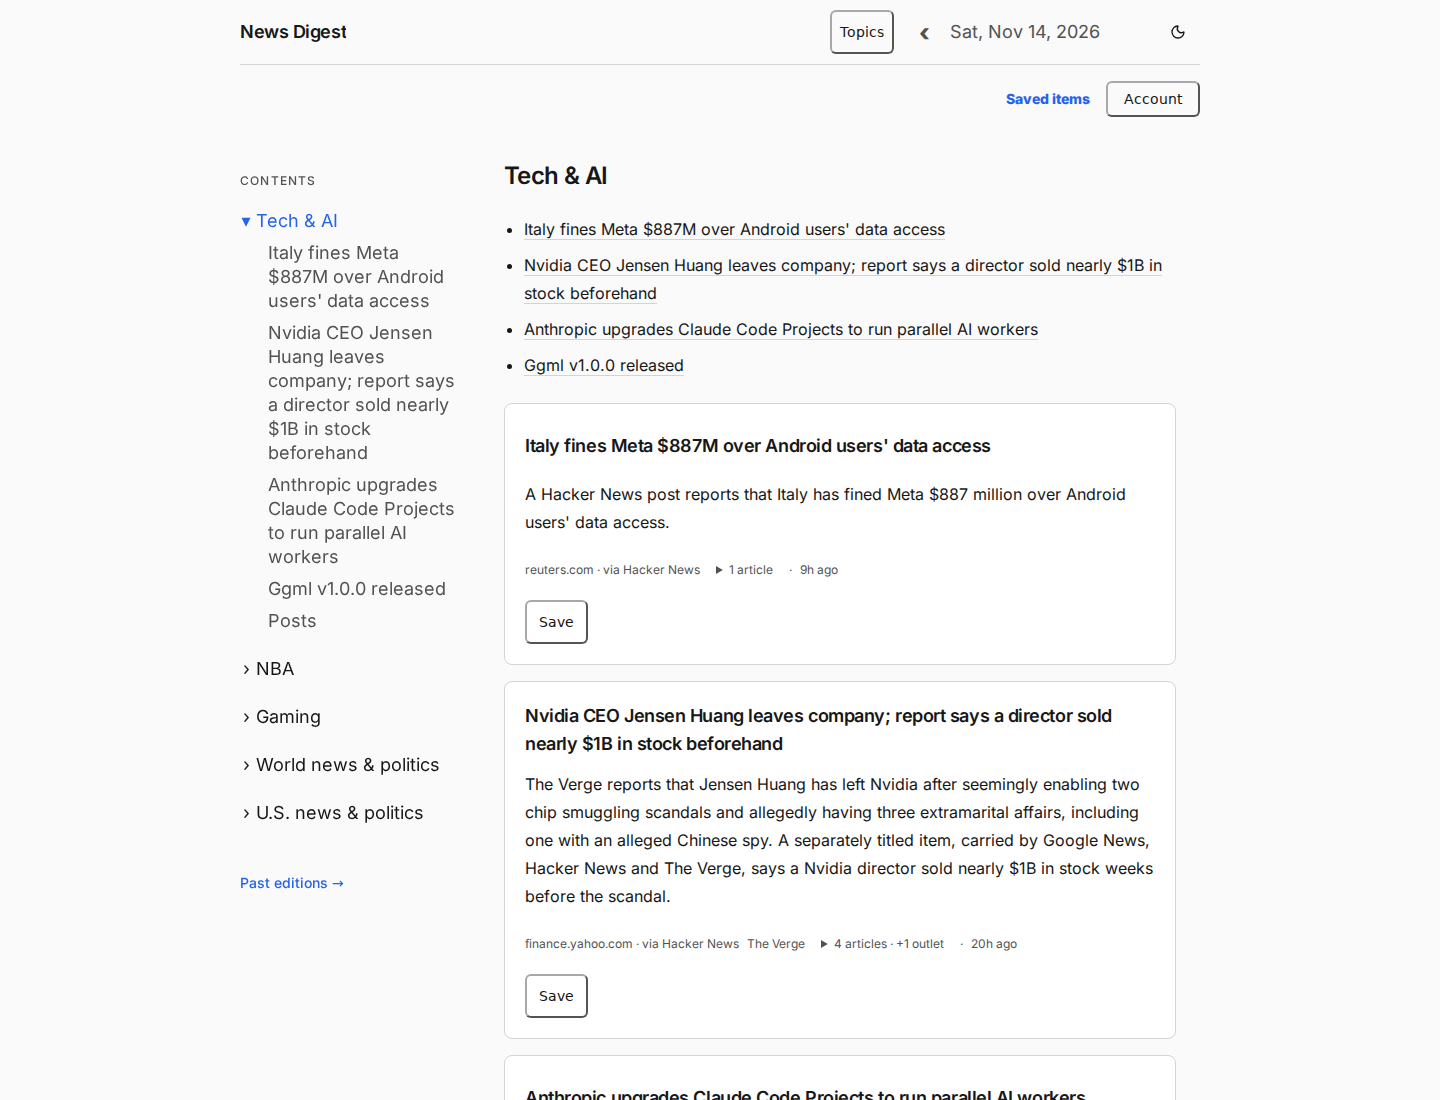 News Digest
Topics
‹ Sat, Nov 14, 2026
Saved items
Account
CONTENTS
▾ Tech & AI
Italy fines Meta
$887M over Android
users' data access
Nvidia CEO Jensen
Huang leaves
company; report says
a director sold nearly
$1B in stock
beforehand
Anthropic upgrades
Claude Code Projects
to run parallel AI
workers
Ggml v1.0.0 released
Posts
› NBA
› Gaming
› World news & politics
› U.S. news & politics
Past editions →
Tech & AI
• Italy fines Meta $887M over Android users' data access
• Nvidia CEO Jensen Huang leaves company; report says a director sold nearly $1B in
stock beforehand
• Anthropic upgrades Claude Code Projects to run parallel AI workers
• Ggml v1.0.0 released
Italy fines Meta $887M over Android users' data access
A Hacker News post reports that Italy has fined Meta $887 million over Android
users' data access.
reuters.com · via Hacker News ▶ 1 article · 9h ago
Save
Nvidia CEO Jensen Huang leaves company; report says a director sold
nearly $1B in stock beforehand
The Verge reports that Jensen Huang has left Nvidia after seemingly enabling two
chip smuggling scandals and allegedly having three extramarital affairs, including
one with an alleged Chinese spy. A separately titled item, carried by Google News,
Hacker News and The Verge, says a Nvidia director sold nearly $1B in stock weeks
before the scandal.
finance.yahoo.com · via Hacker News The Verge ▶ 4 articles · +1 outlet · 20h ago
Save
Anthropic upgrades Claude Code Projects to run parallel AI workers